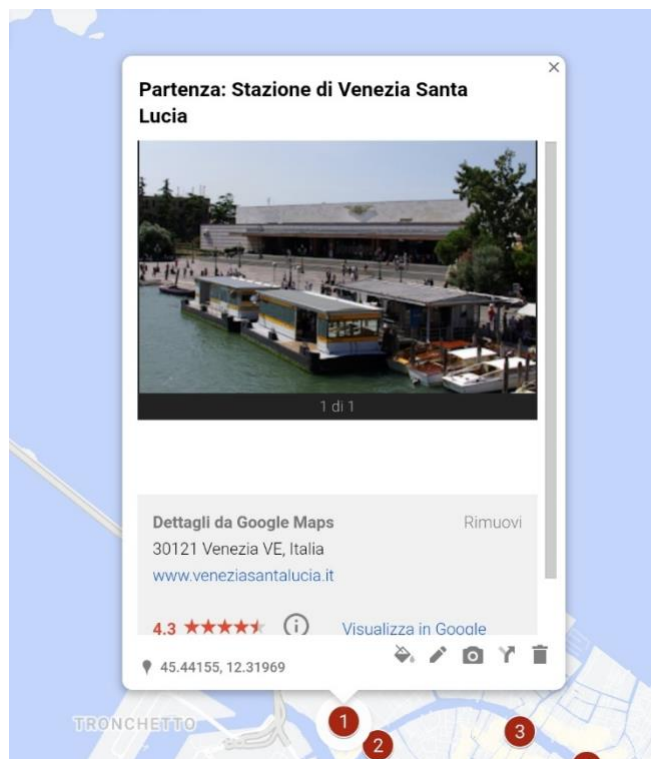 Partenza: Stazione di Venezia Santa
Lucia
1 di 1
Dettagli da Google Maps
Rimuovi
30121 Venezia VE, Italia
www.veneziasantalucia.it
4.3
Visualizza in Google
45.44155, 12.31969
TRONCHETTO
1
2
3